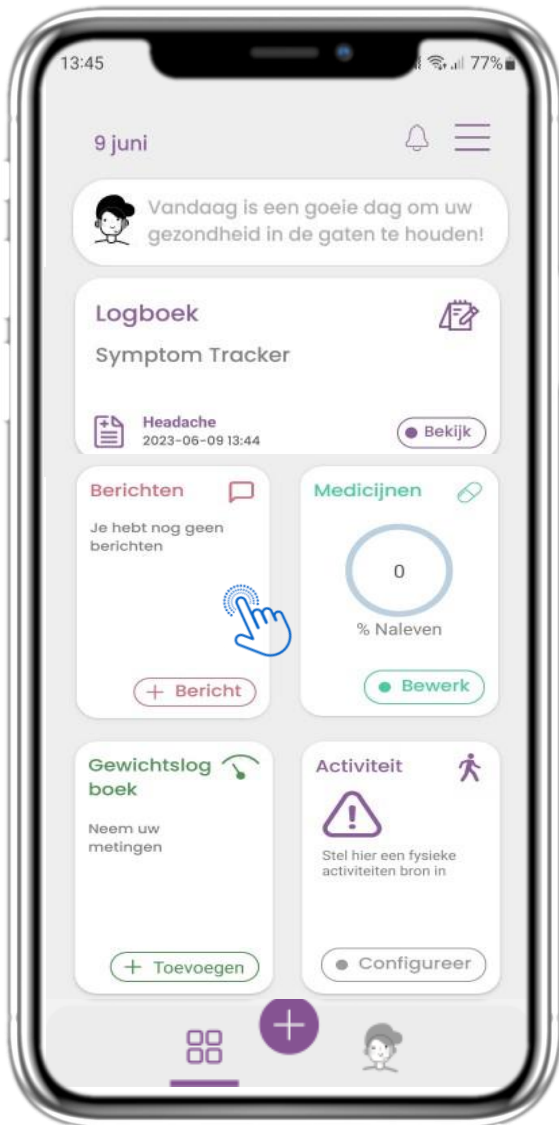 13:45
77%
9 juni
Vandaag is een goeie dag om uw
gezondheid in de gaten te houden!
Logboek
Symptom Tracker
Headache
2023-06-09 13:44
Bekijk
Berichten
Je hebt nog geen
berichten
+ Bericht
Medicijnen
0
% Naleven
Bewerk
Gewichtslog
boek
Neem uw
metingen
+ Toevoegen
Activiteit
Stel hier een fysieke
activiteiten bron in
Configureer